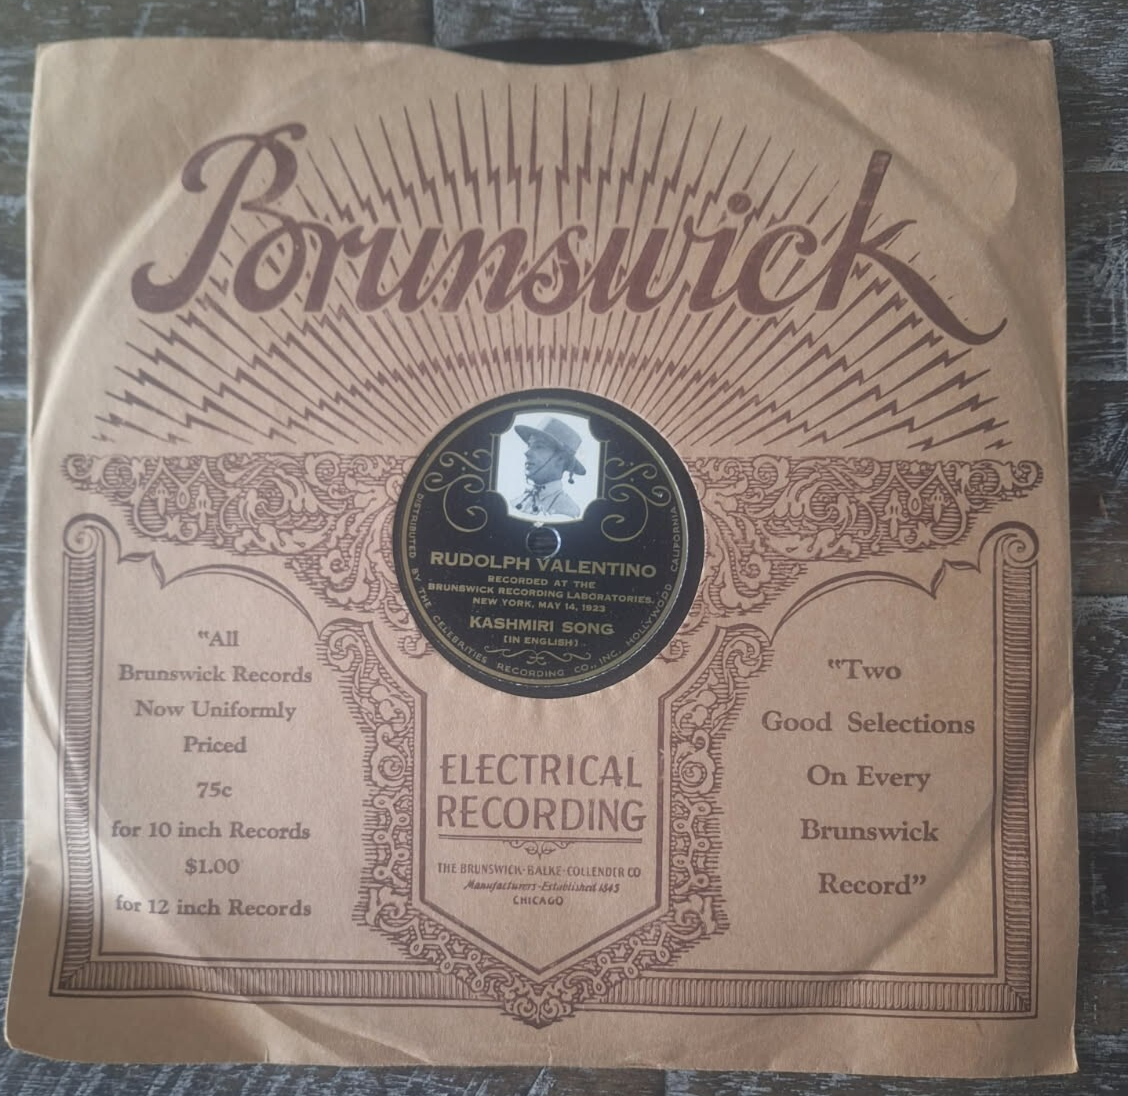 Brunswick
RUDOLPH VALENTINO
RECORDED AT THE
BRUNSWICK RECORDING LABORATORIES,
NEW YORK, MAY 14, 1923
KASHMIRI SONG
(IN ENGLISH)
DISTRIBUTED BY THE CELEBRITIES RECORDING CO., INC. HOLLYWOOD CALIFORNIA
"All
Brunswick Records
Now Uniformly
Priced
75c
for 10 inch Records
$1.00
for 12 inch Records
ELECTRICAL
RECORDING
THE BRUNSWICK-BALKE-COLLENDER CO
Manufacturers-Established 1845
CHICAGO
"Two
Good Selections
On Every
Brunswick
Record"